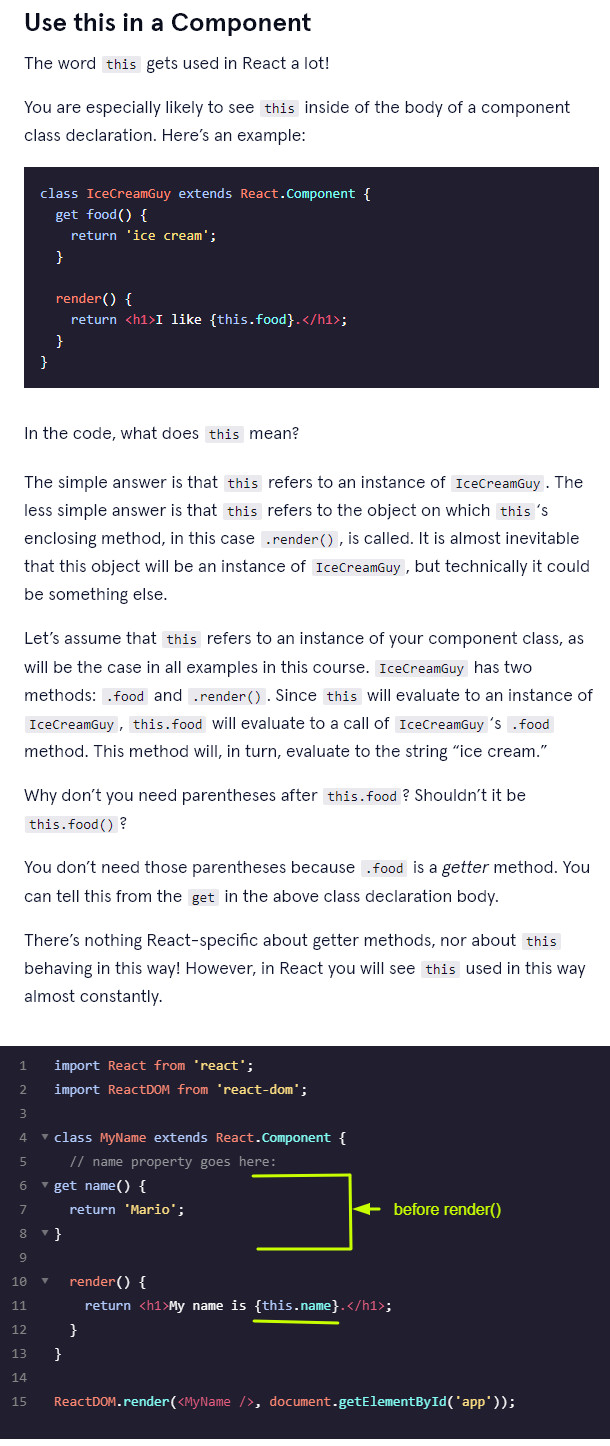 Use this in a Component
The word this gets used in React a lot!
You are especially likely to see this inside of the body of a component
class declaration. Here’s an example:
class IceCreamGuy extends React.Component {
  get food() {
    return 'ice cream';
  }

  render() {
    return <h1>I like {this.food}.</h1>;
  }
}
In the code, what does this mean?
The simple answer is that this refers to an instance of IceCreamGuy. The
less simple answer is that this refers to the object on which this‘s
enclosing method, in this case .render(), is called. It is almost inevitable
that this object will be an instance of IceCreamGuy, but technically it could
be something else.
Let’s assume that this refers to an instance of your component class, as
will be the case in all examples in this course. IceCreamGuy has two
methods: .food and .render(). Since this will evaluate to an instance of
IceCreamGuy, this.food will evaluate to a call of IceCreamGuy‘s .food
method. This method will, in turn, evaluate to the string “ice cream.”
Why don’t you need parentheses after this.food? Shouldn’t it be
this.food()?
You don’t need those parentheses because .food is a getter method. You
can tell this from the get in the above class declaration body.
There’s nothing React-specific about getter methods, nor about this
behaving in this way! However, in React you will see this used in this way
almost constantly.
1 import React from 'react';
2 import ReactDOM from 'react-dom';
3
4 class MyName extends React.Component {
5   // name property goes here:
6 get name() {
7   return 'Mario'; before render()
8 }
9
10   render() {
11     return <h1>My name is {this.name}.</h1>;
12   }
13 }
14
15 ReactDOM.render(<MyName />, document.getElementById('app'));